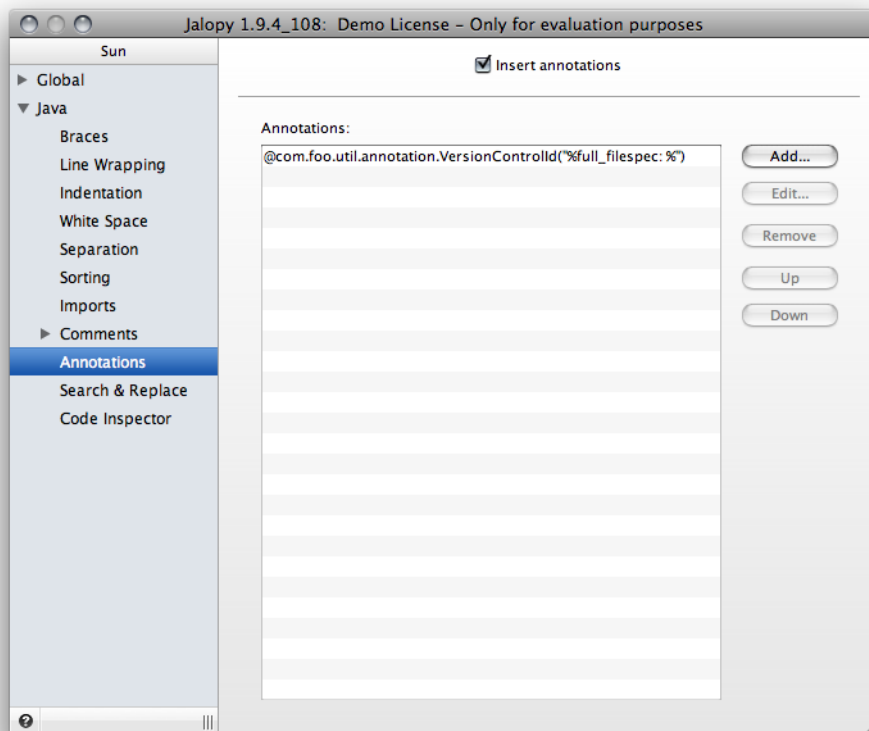 Jalopy 1.9.4_108: Demo License – Only for evaluation purposes
Sun
Global
Java
Braces
Line Wrapping
Indentation
White Space
Separation
Sorting
Imports
Comments
Annotations
Search & Replace
Code Inspector
Insert annotations
Annotations:
@com.foo.util.annotation.VersionControlId("%full_filespec: %")
Add...
Edit...
Remove
Up
Down
?